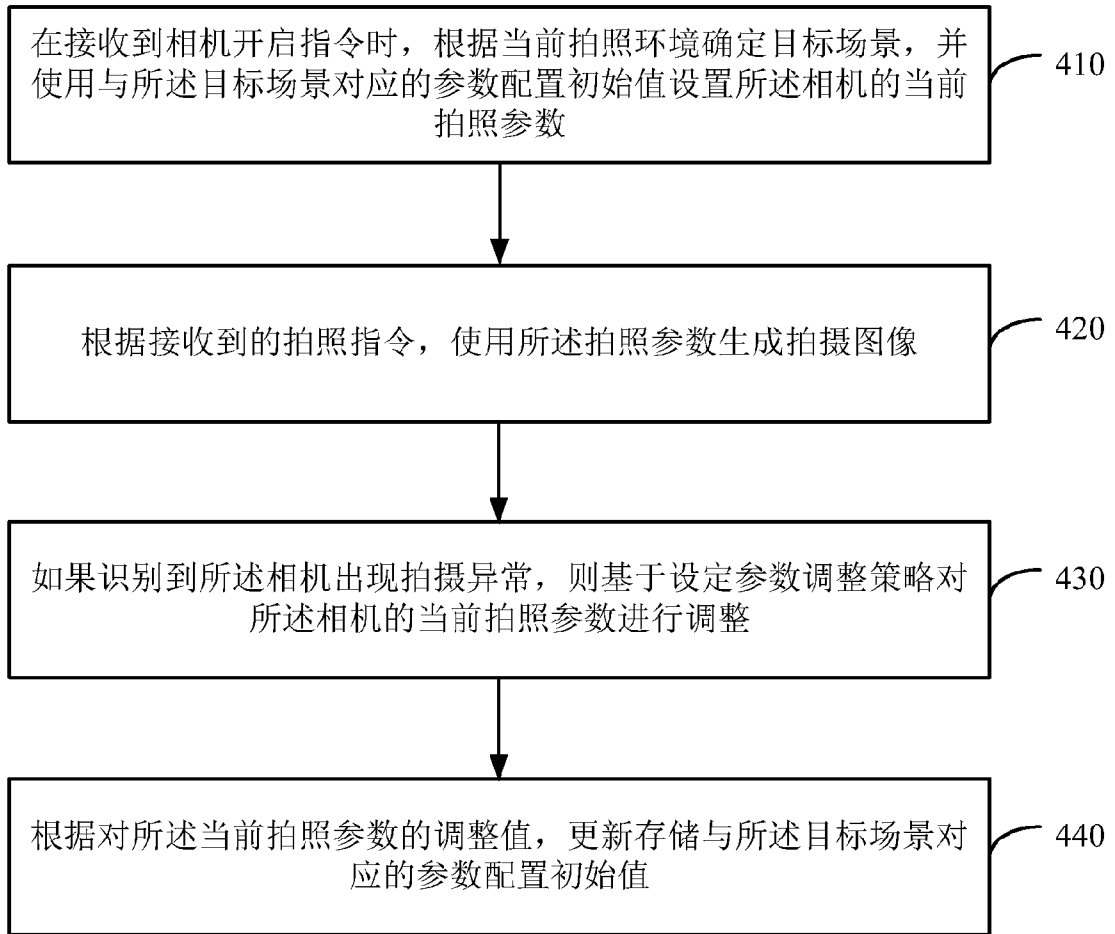 在接收到相机开启指令时，根据当前拍照环境确定目标场景，并
使用与所述目标场景对应的参数配置初始值设置所述相机的当前
拍照参数
410
根据接收到的拍照指令，使用所述拍照参数生成拍摄图像
420
如果识别到所述相机出现拍摄异常，则基于设定参数调整策略对
所述相机的当前拍照参数进行调整
430
根据对所述当前拍照参数的调整值，更新存储与所述目标场景对
应的参数配置初始值
440